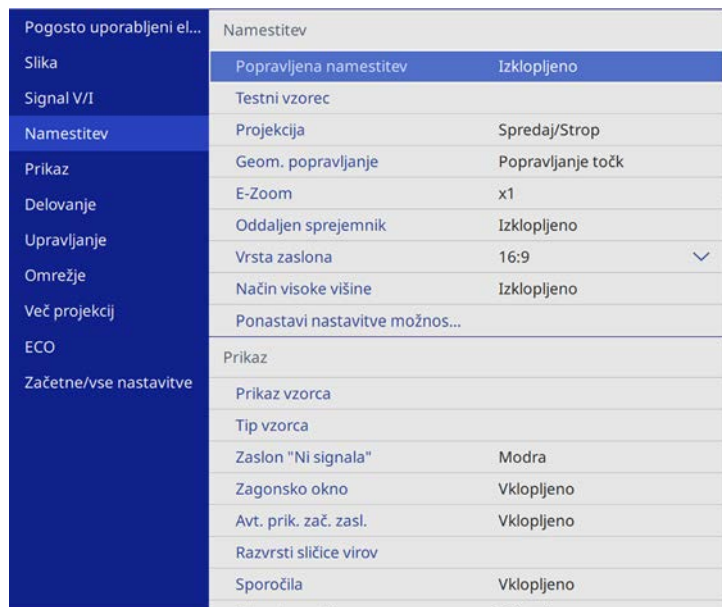 Pogosto uporabljeni el...
Slika
Signal V/I
Namestitev
Prikaz
Delovanje
Upravljanje
Omrežje
Več projekcij
ECO
Začetne/vse nastavitve
Namestitev
Popravljena namestitev Izklopljeno
Testni vzorec
Projekcija Spredaj/Strop
Geom. popravljanje Popravljanje točk
E-Zoom x1
Oddaljen sprejemnik Izklopljeno
Vrsta zaslona 16:9
Način visoke višine Izklopljeno
Ponastavi nastavitve možnos...
Prikaz
Prikaz vzorca
Tip vzorca
Zaslon "Ni signala" Modra
Zagonsko okno Vklopljeno
Avt. prik. zač. zasl. Vklopljeno
Razvrsti sličice virov
Sporočila Vklopljeno